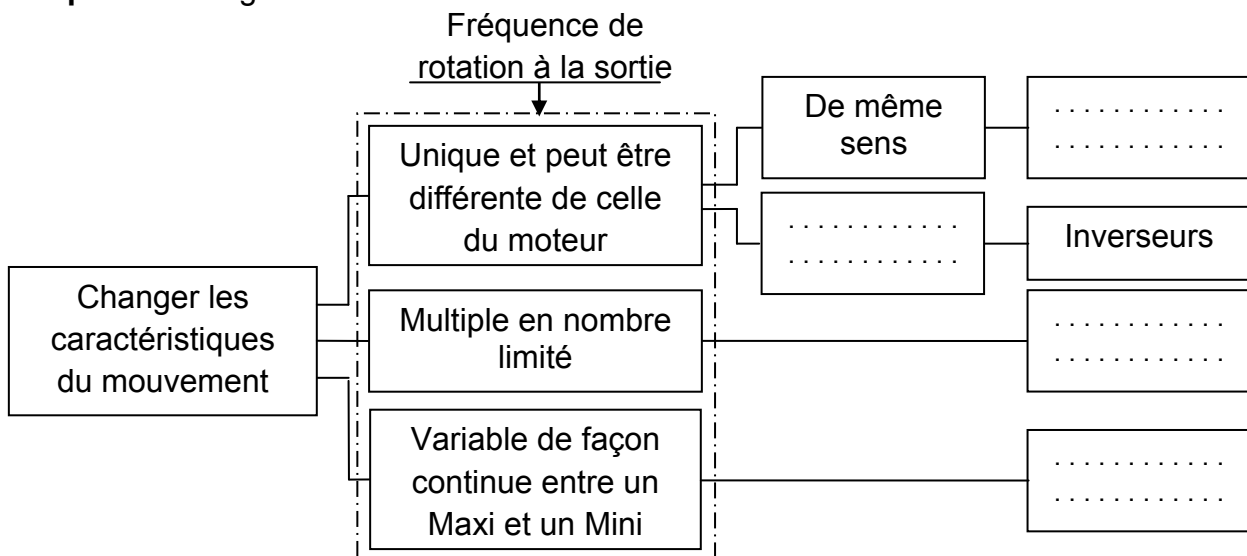 Fréquence de
rotation à la sortie
De même
sens
. . . . . . . . . . . .
. . . . . . . . . . . .
Unique et peut être
différente de celle
du moteur
. . . . . . . . . . . .
. . . . . . . . . . . .
Inverseurs
Changer les
caractéristiques
du mouvement
Multiple en nombre
limité
. . . . . . . . . . . .
. . . . . . . . . . . .
Variable de façon
continue entre un
Maxi et un Mini
. . . . . . . . . . . .
. . . . . . . . . . . .